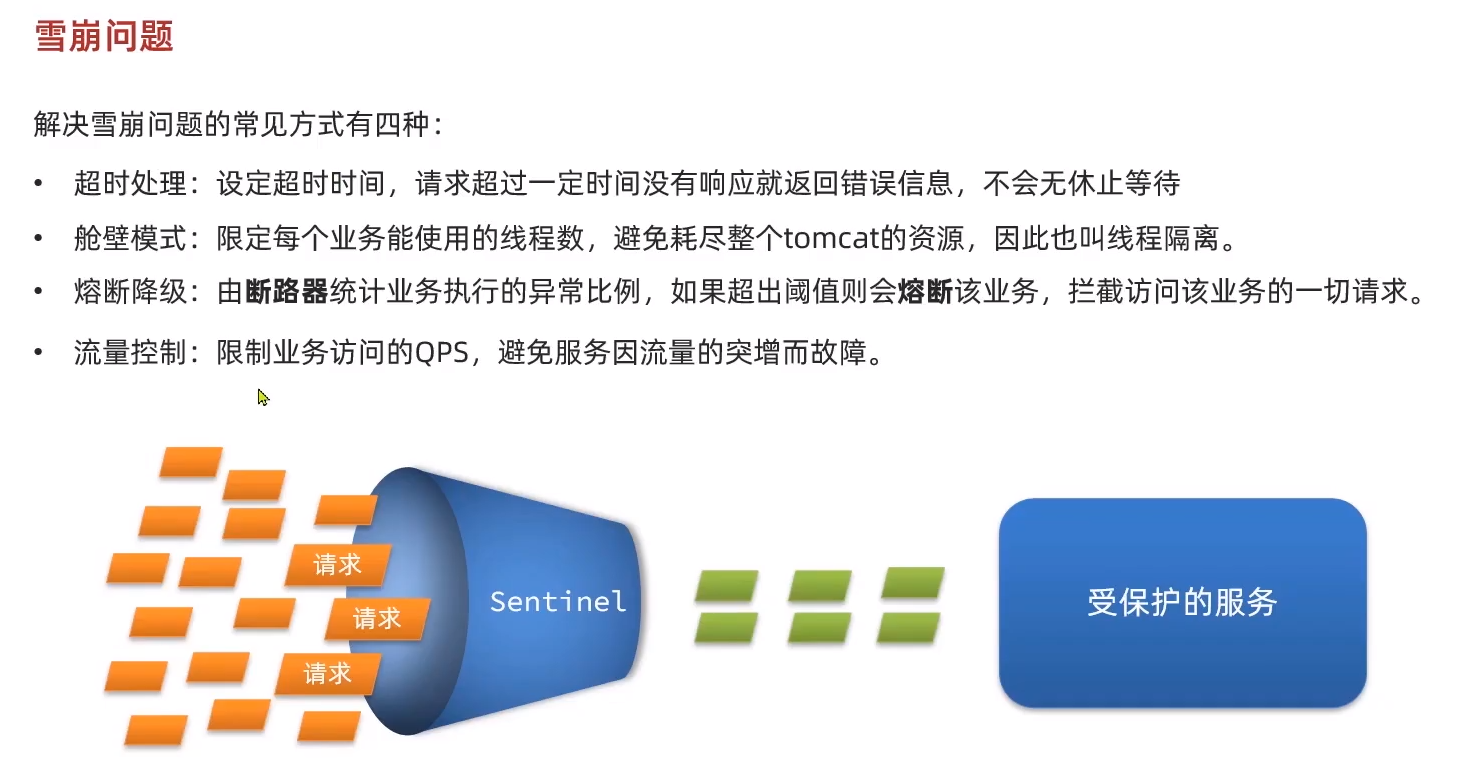 雪崩问题
解决雪崩问题的常见方式有四种：
• 超时处理：设定超时时间，请求超过一定时间没有响应就返回错误信息，不会无休止等待
• 舱壁模式：限定每个业务能使用的线程数，避免耗尽整个tomcat的资源，因此也叫线程隔离。
• 熔断降级：由断路器统计业务执行的异常比例，如果超出阈值则会熔断该业务，拦截访问该业务的一切请求。
• 流量控制：限制业务访问的QPS，避免服务因流量的突增而故障。
请求
请求
请求
Sentinel
受保护的服务